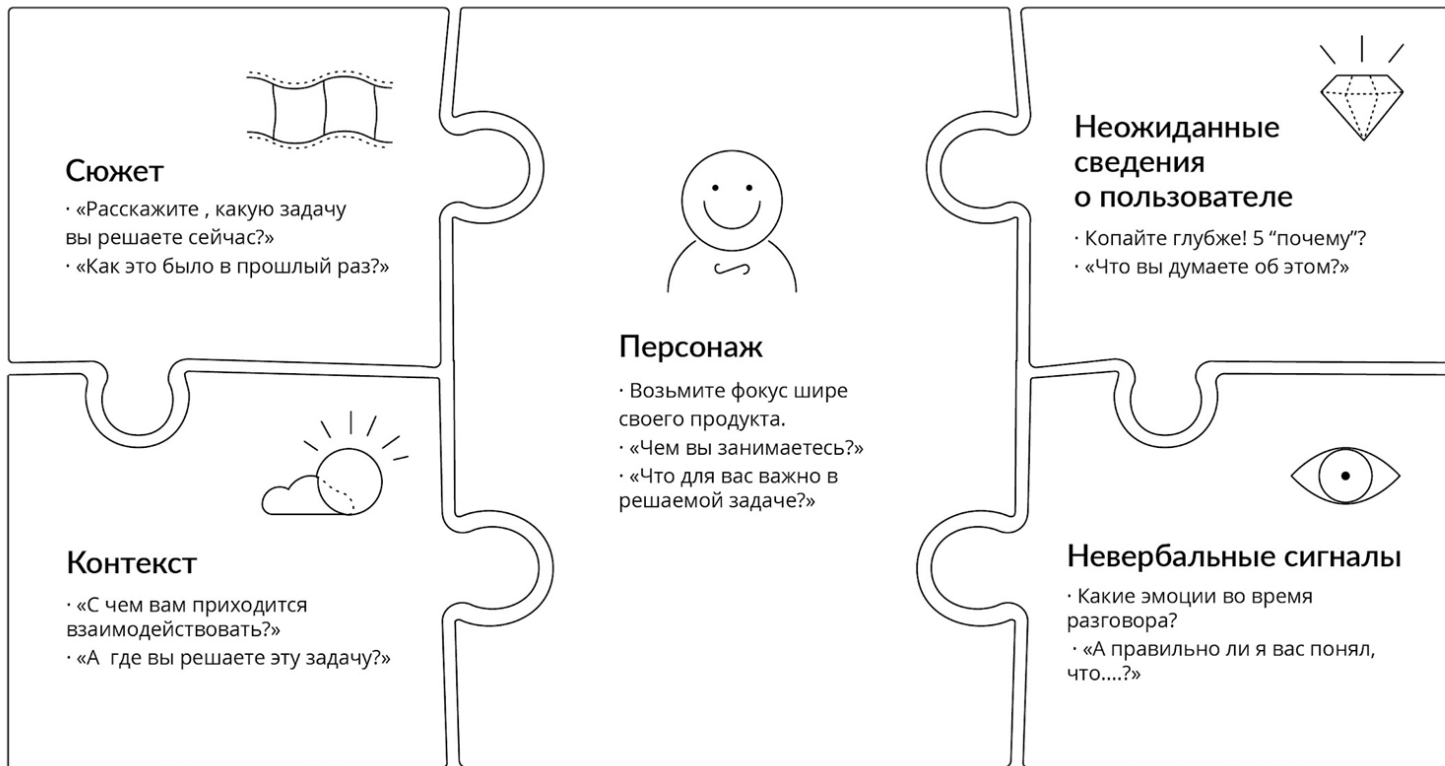 Сюжет
· «Расскажите , какую задачу
вы решаете сейчас?»
· «Как это было в прошлый раз?»
Контекст
· «С чем вам приходится
взаимодействовать?»
· «А  где вы решаете эту задачу?»
Персонаж
· Возьмите фокус шире
своего продукта.
· «Чем вы занимаетесь?»
· «Что для вас важно в
решаемой задаче?»
Неожиданные
сведения
о пользователе
· Копайте глубже! 5 “почему”?
· «Что вы думаете об этом?»
Невербальные сигналы
· Какие эмоции во время
разговора?
· «А правильно ли я вас понял,
что....?»